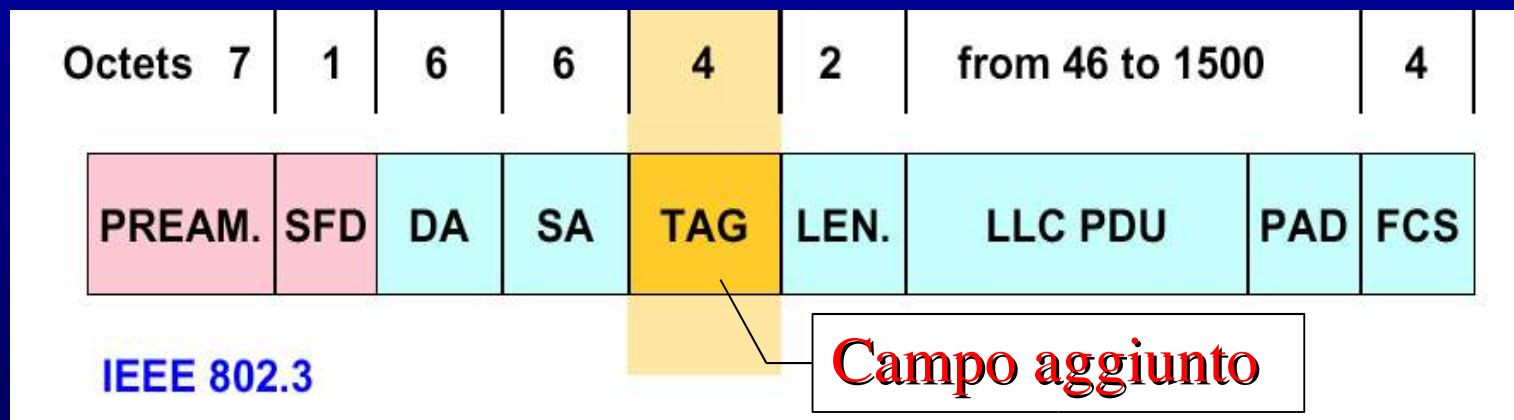 Octets 7 1 6 6 4 2 from 46 to 1500 4
PREAM. SFD DA SA TAG LEN. LLC PDU PAD FCS
Campo aggiunto
IEEE 802.3